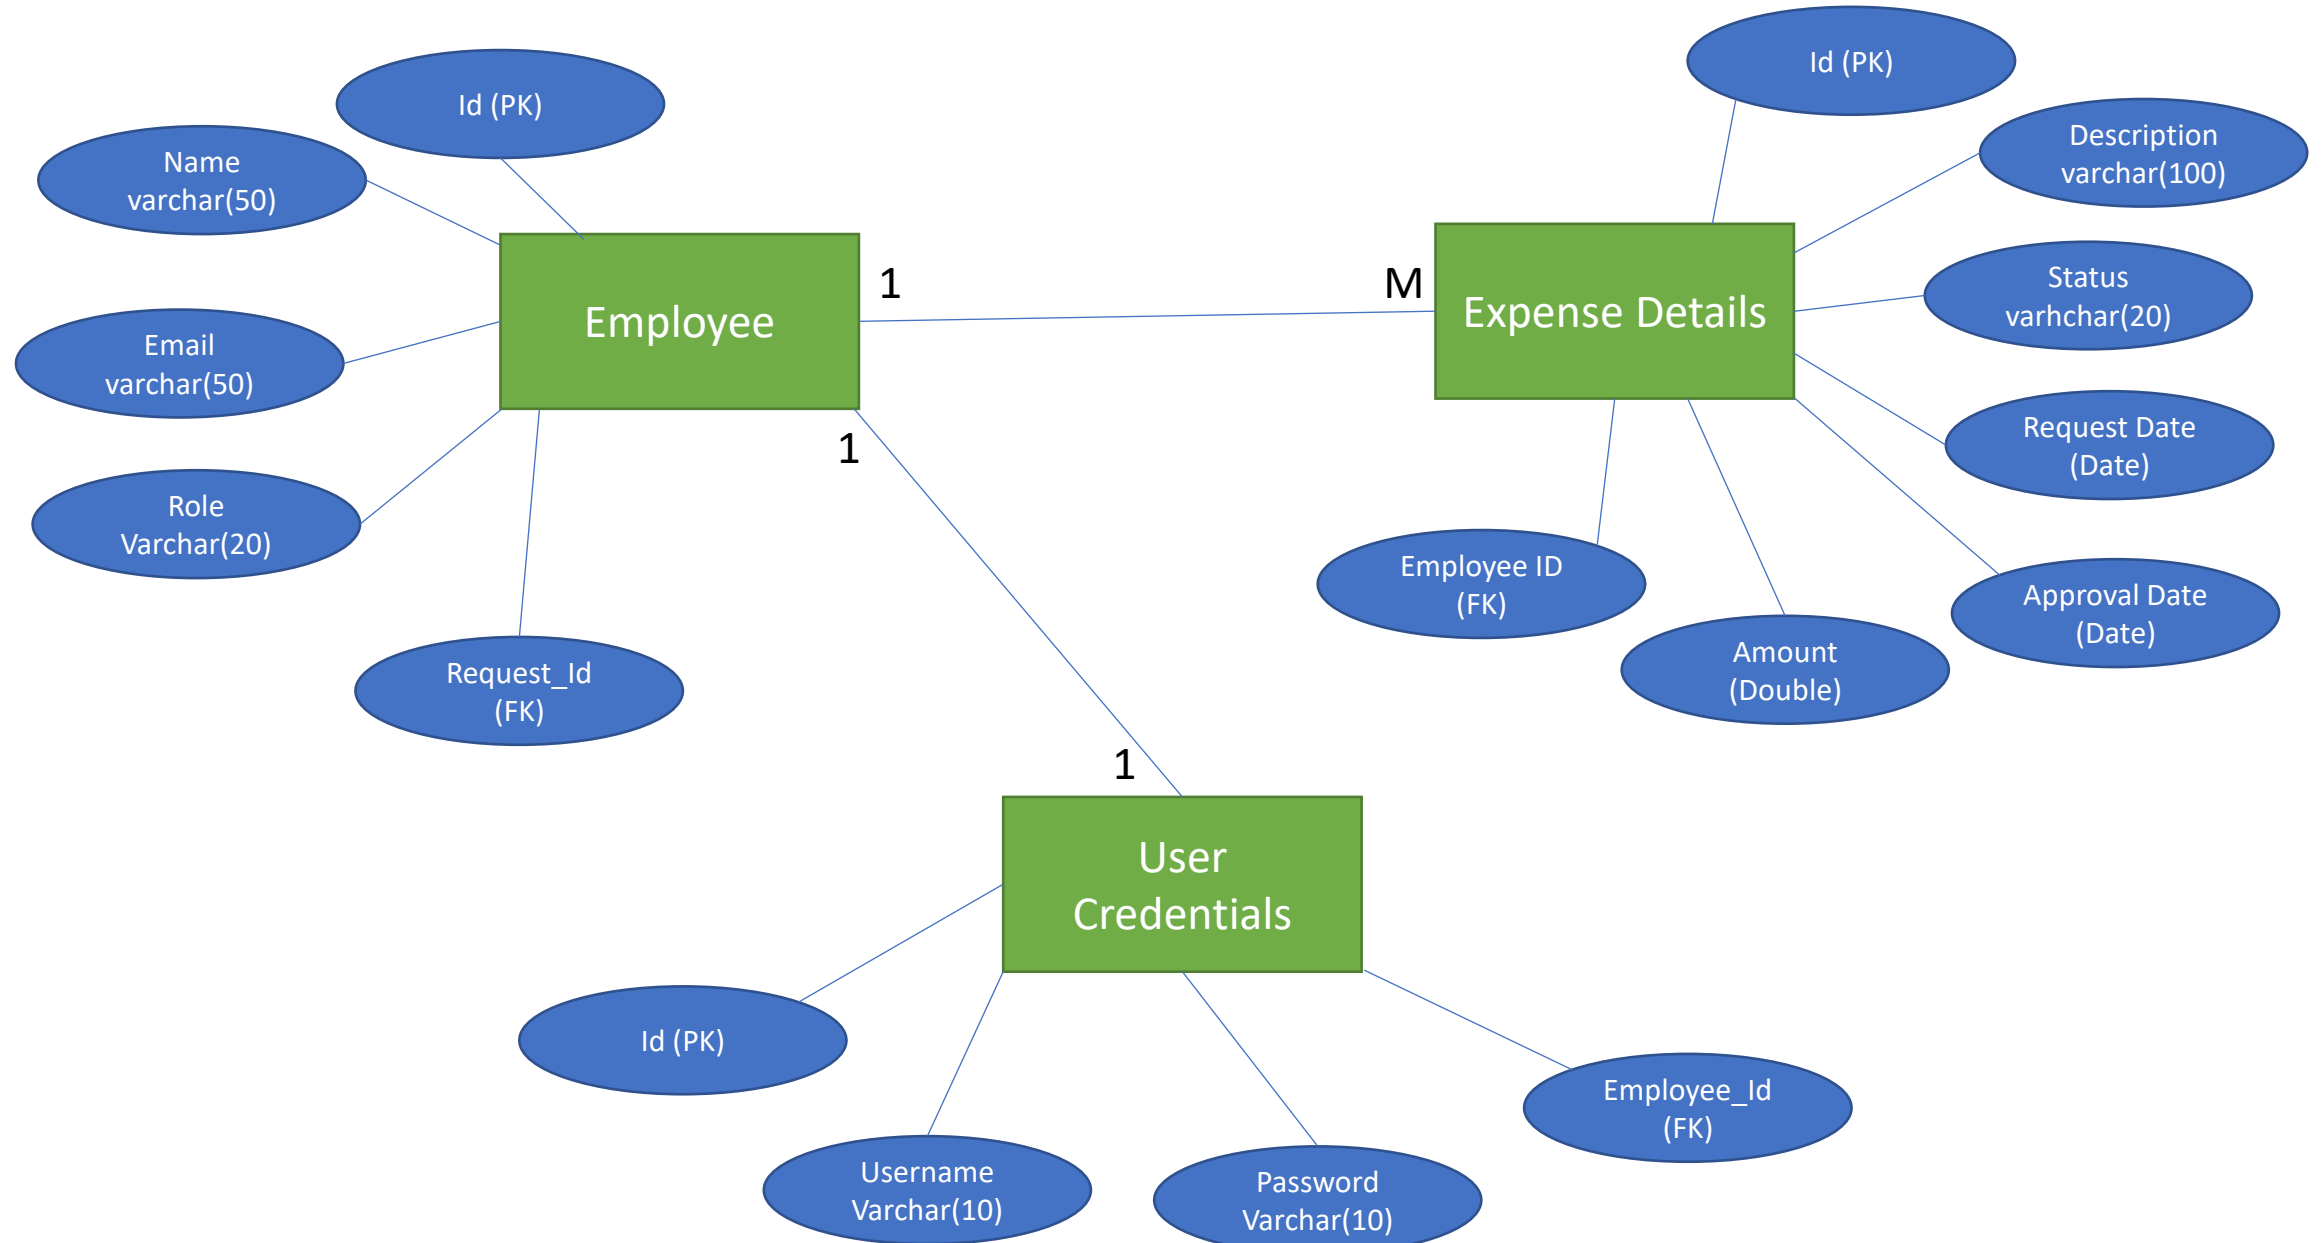 Id (PK)
Name
varchar(50)
Email
varchar(50)
Role
Varchar(20)
Request_Id
(FK)
Employee
1
M
1
Expense Details
Id (PK)
Description
varchar(100)
Status
varhchar(20)
Request Date
(Date)
Approval Date
(Date)
Amount
(Double)
Employee ID
(FK)
1
User
Credentials
Id (PK)
Username
Varchar(10)
Password
Varchar(10)
Employee_Id
(FK)